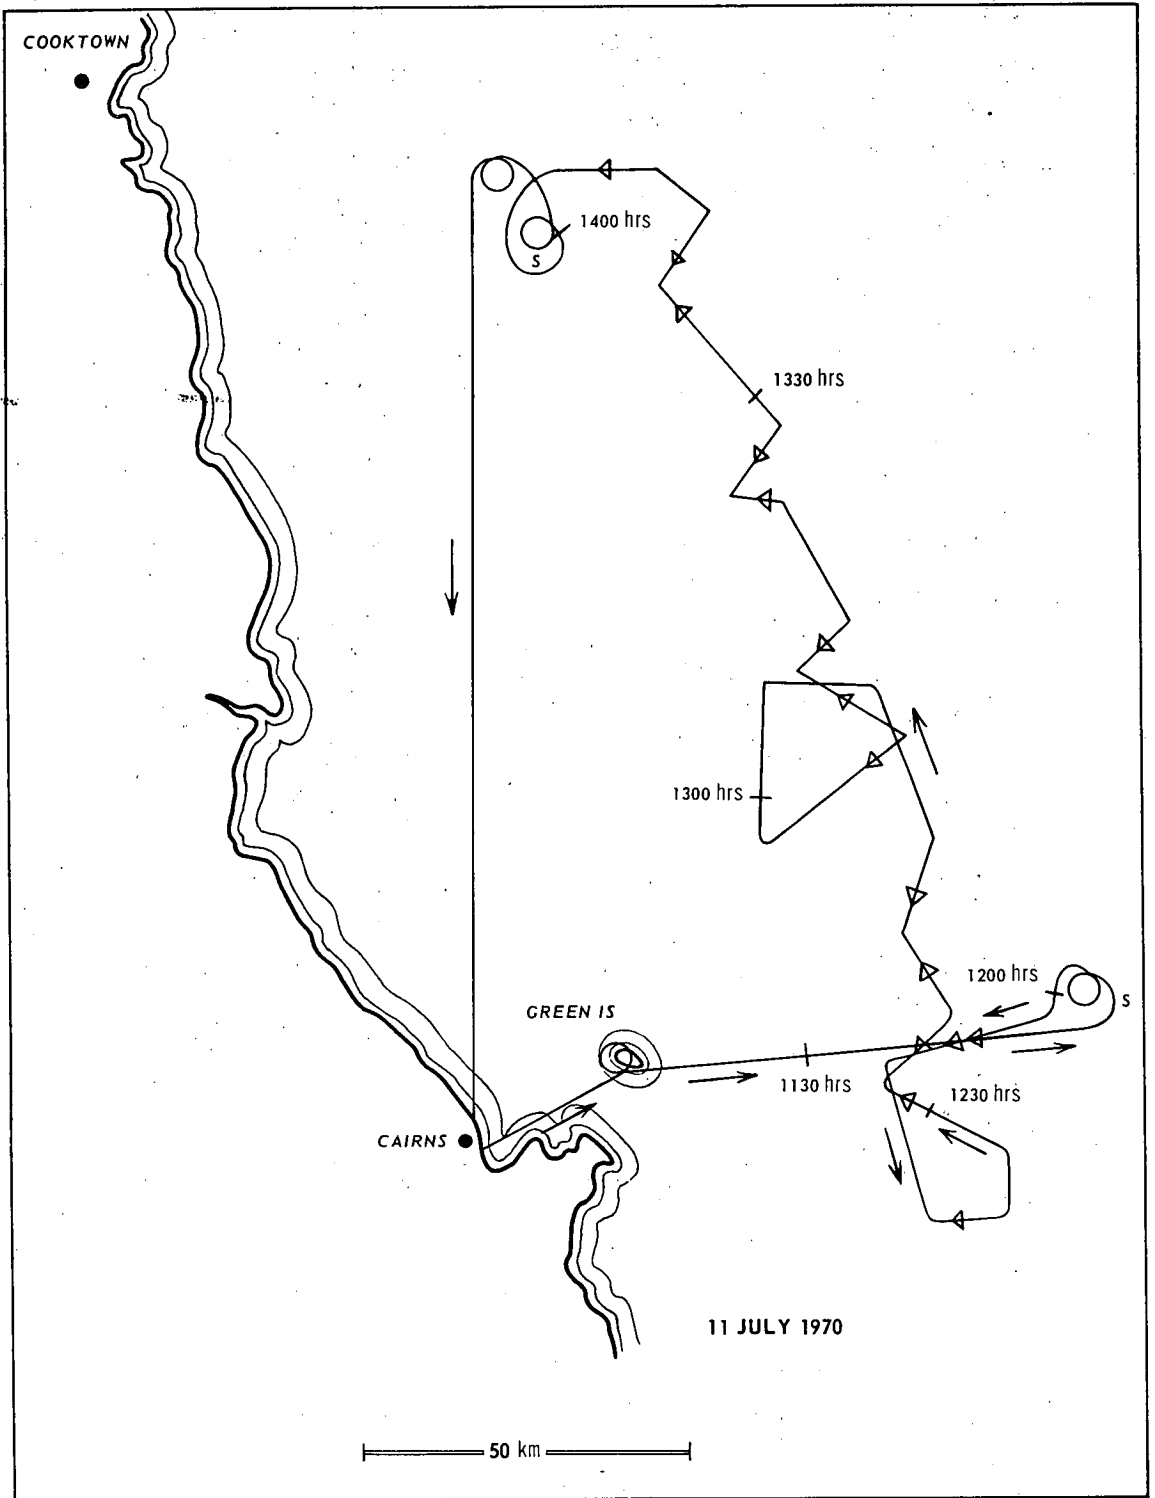 COOKTOWN
1400 hrs
S
1330 hrs
1300 hrs
1200 hrs
S
GREEN IS
1130 hrs
1230 hrs
CAIRNS
11 JULY 1970
50 km